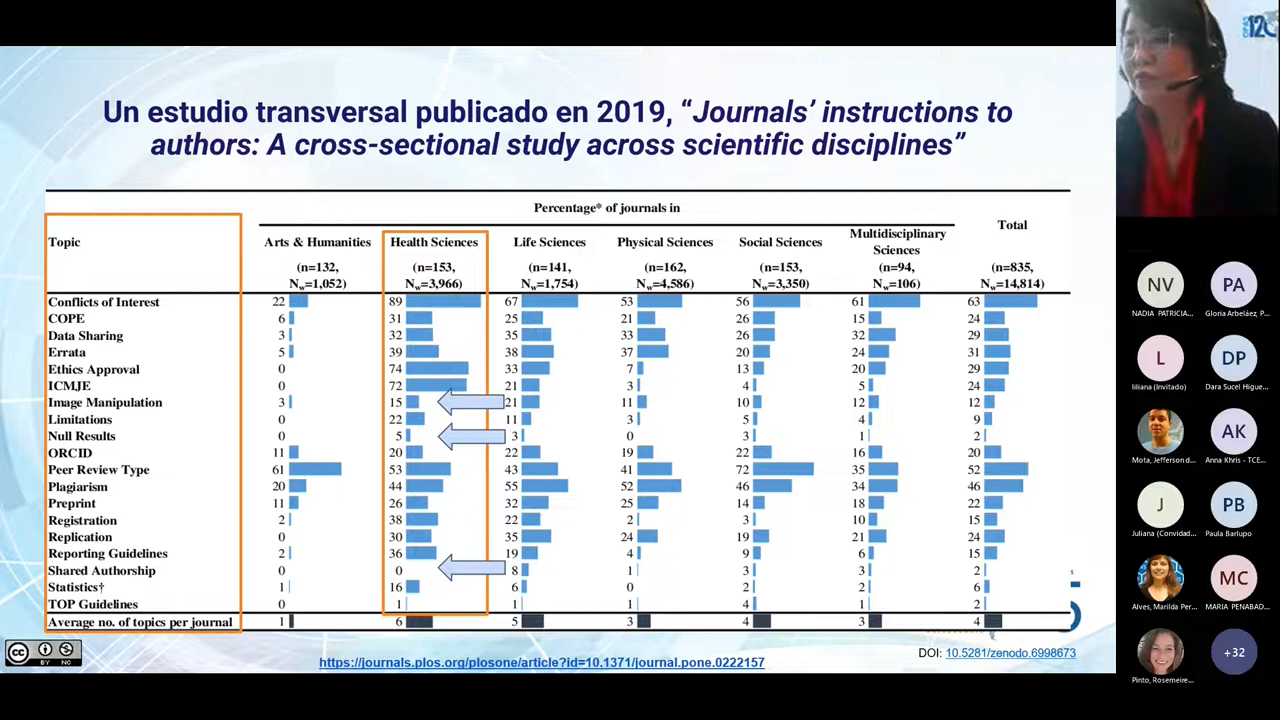 Un estudio transversal publicado en 2019, “Journals’ instructions to
authors: A cross-sectional study across scientific disciplines”
Percentage* of journals in
Topic Arts & Humanities Health Sciences Life Sciences Physical Sciences Social Sciences Multidisciplinary Sciences Total
(n=132, Nw=1,052) (n=153, Nw=3,966) (n=141, Nw=1,754) (n=162, Nw=4,586) (n=153, Nw=3,350) (n=94, Nw=106) (n=835, Nw=14,814)
Conflicts of Interest 22 89 67 53 56 61 63
COPE 6 31 25 21 26 15 24
Data Sharing 3 32 35 33 26 32 29
Errata 5 39 38 37 20 24 31
Ethics Approval 0 74 33 7 13 20 29
ICMJE 0 72 21 3 4 5 24
Image Manipulation 3 15 21 11 10 12 12
Limitations 0 22 11 3 5 4 9
Null Results 0 5 3 0 3 1 2
ORCID 11 20 22 19 22 16 20
Peer Review Type 61 53 43 41 72 35 52
Plagiarism 20 44 55 52 46 34 46
Preprint 11 26 32 25 14 18 22
Registration 2 38 22 2 3 10 15
Replication 0 30 35 24 19 21 24
Reporting Guidelines 2 36 19 4 9 6 15
Shared Authorship 0 0 8 1 3 3 2
Statistics† 1 16 6 0 2 2 6
TOP Guidelines 0 1 1 1 4 1 2
Average no. of topics per journal 1 6 5 3 4 3 4
https://journals.plos.org/plosone/article?id=10.1371/journal.pone.0222157
DOI: 10.5281/zenodo.6998673
CC
BY NC
NV
NADIA PATRICIA...
PA
Gloria Arbeláez, P...
L
liliana (Invitado)
DP
Dara Sucel Higue...
Mota, Jefferson d...
AK
Anna Khris - TCE...
J
Juliana (Convidad...
PB
Paula Barlupo
Alves, Marilda Per...
MC
MARIA PENABAD...
Pinto, Rosemeire...
+32